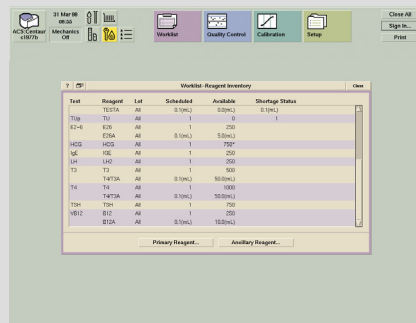 31 Mar 98
06:33
ACS:Centaur
c1977b
Mechanics
Off
Worklist
Quality Control
Calibration
Setup
Close All
Sign In...
Print
? Worklist–Reagent Inventory Close
Test Reagent Lot Scheduled Available Shortage Status
TESTA All 0.1(mL) 0.0(mL) 0.1(mL)
TUp TU All 1 0 1
E2-6 E26 All 1 250
E26A All 0.1(mL) 5.0(mL)
HCG HCG All 1 750*
IgE IGE All 1 250
LH LH2 All 1 250
T3 T3 All 1 500
T4/T3A All 0.1(mL) 50.0(mL)
T4 T4 All 1 1000
T4/T3A All 0.1(mL) 50.0(mL)
TSH TSH All 1 750
VB12 B12 All 1 250
B12A All 0.1(mL) 10.0(mL)
Primary Reagent... Ancillary Reagent...